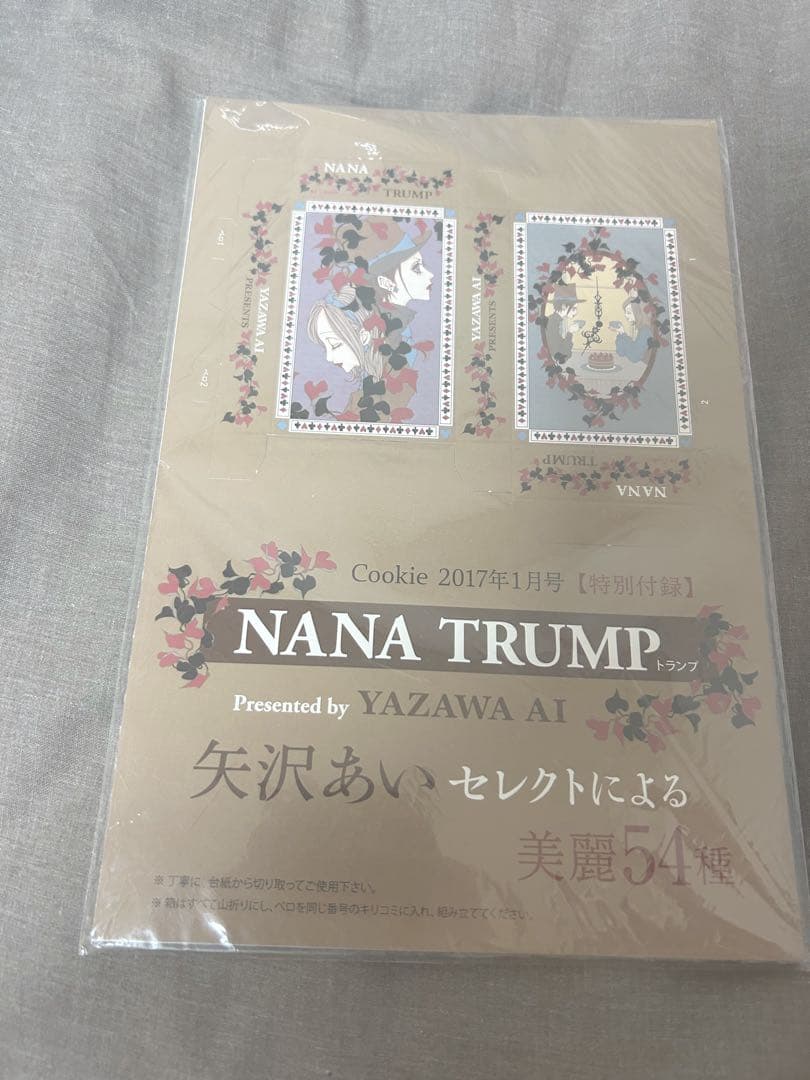 NANA
TRUMP
YAZAWA AI
PRESENTS
YAZAWA AI
PRESENTS
TRUMP
NANA
1
2
Cookie 2017年1月号【特別付録】
NANA TRUMP トランプ
Presented by YAZAWA AI
矢沢あい セレクトによる
美麗54種
※ 丁寧に、台紙から切り取ってご使用下さい。
※ 箱はすべて山折りにし、ベロを同じ番号のキリコミに入れ、組み立ててください。